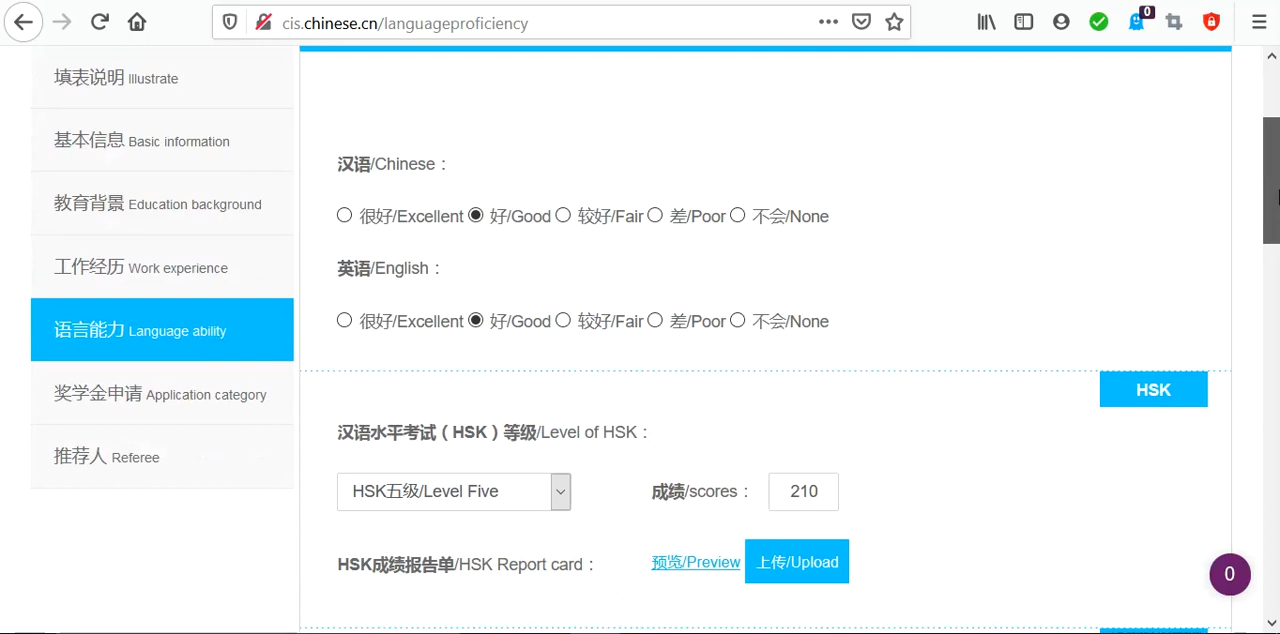 cis.chinese.cn/languageproficiency
0
填表说明 Illustrate
基本信息 Basic information
教育背景 Education background
工作经历 Work experience
语言能力 Language ability
奖学金申请 Application category
推荐人 Referee
汉语/Chinese：
很好/Excellent 好/Good 较好/Fair 差/Poor 不会/None
英语/English：
很好/Excellent 好/Good 较好/Fair 差/Poor 不会/None
HSK
汉语水平考试（HSK）等级/Level of HSK：
HSK五级/Level Five 成绩/scores： 210
HSK成绩报告单/HSK Report card： 预览/Preview 上传/Upload
0